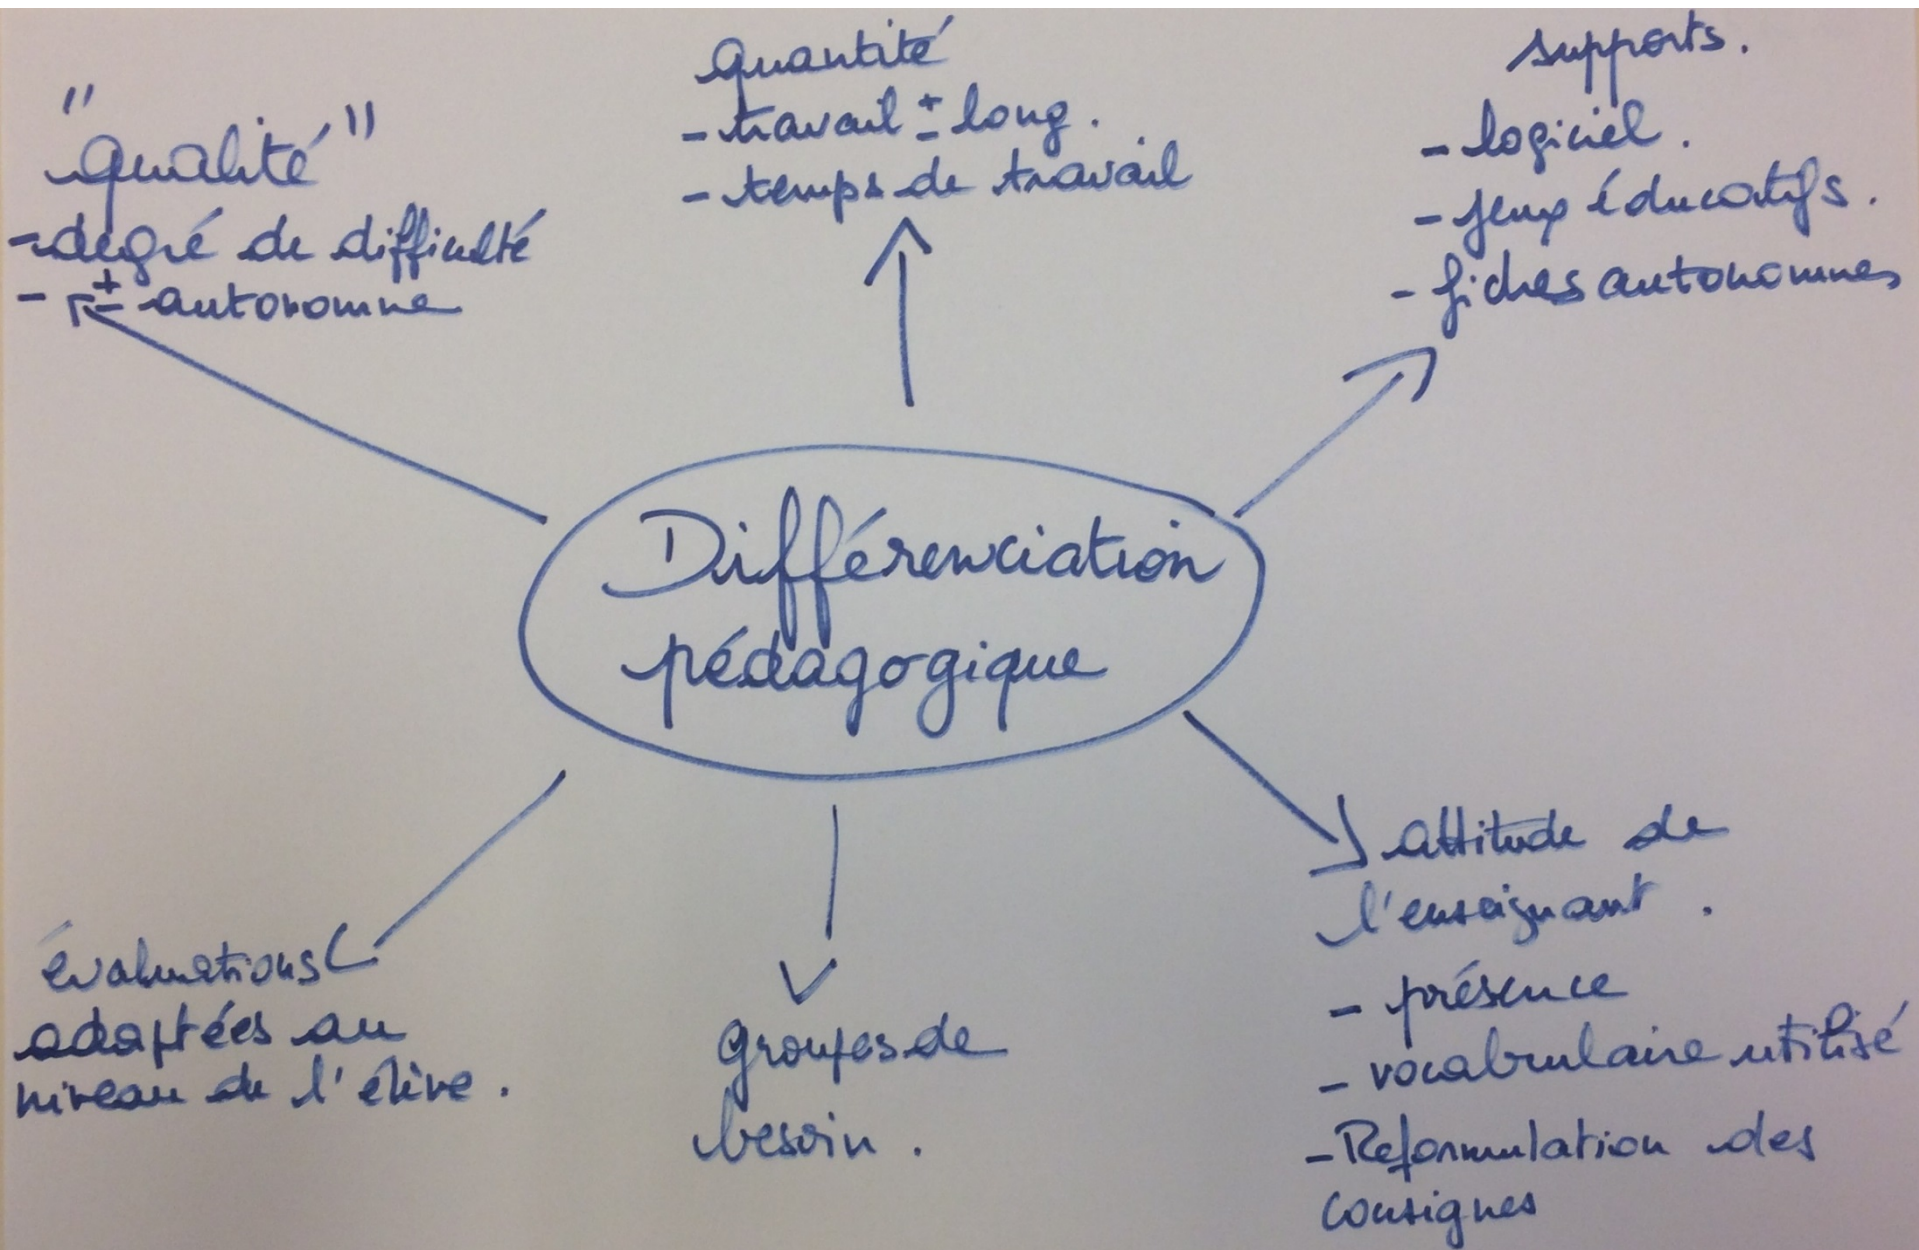 "qualité"
- degré de difficulté
- ± autonome
quantité
- travail ± long.
- temps de travail
supports.
- logiciel.
- jeux éducatifs.
- fiches autonomes
Différenciation
pédagogique
évaluations
adaptées au
niveau de l'élève.
groupes de
besoin.
attitude de
l'enseignant.
- présence
- vocabulaire utilisé
- Reformulation des
consignes